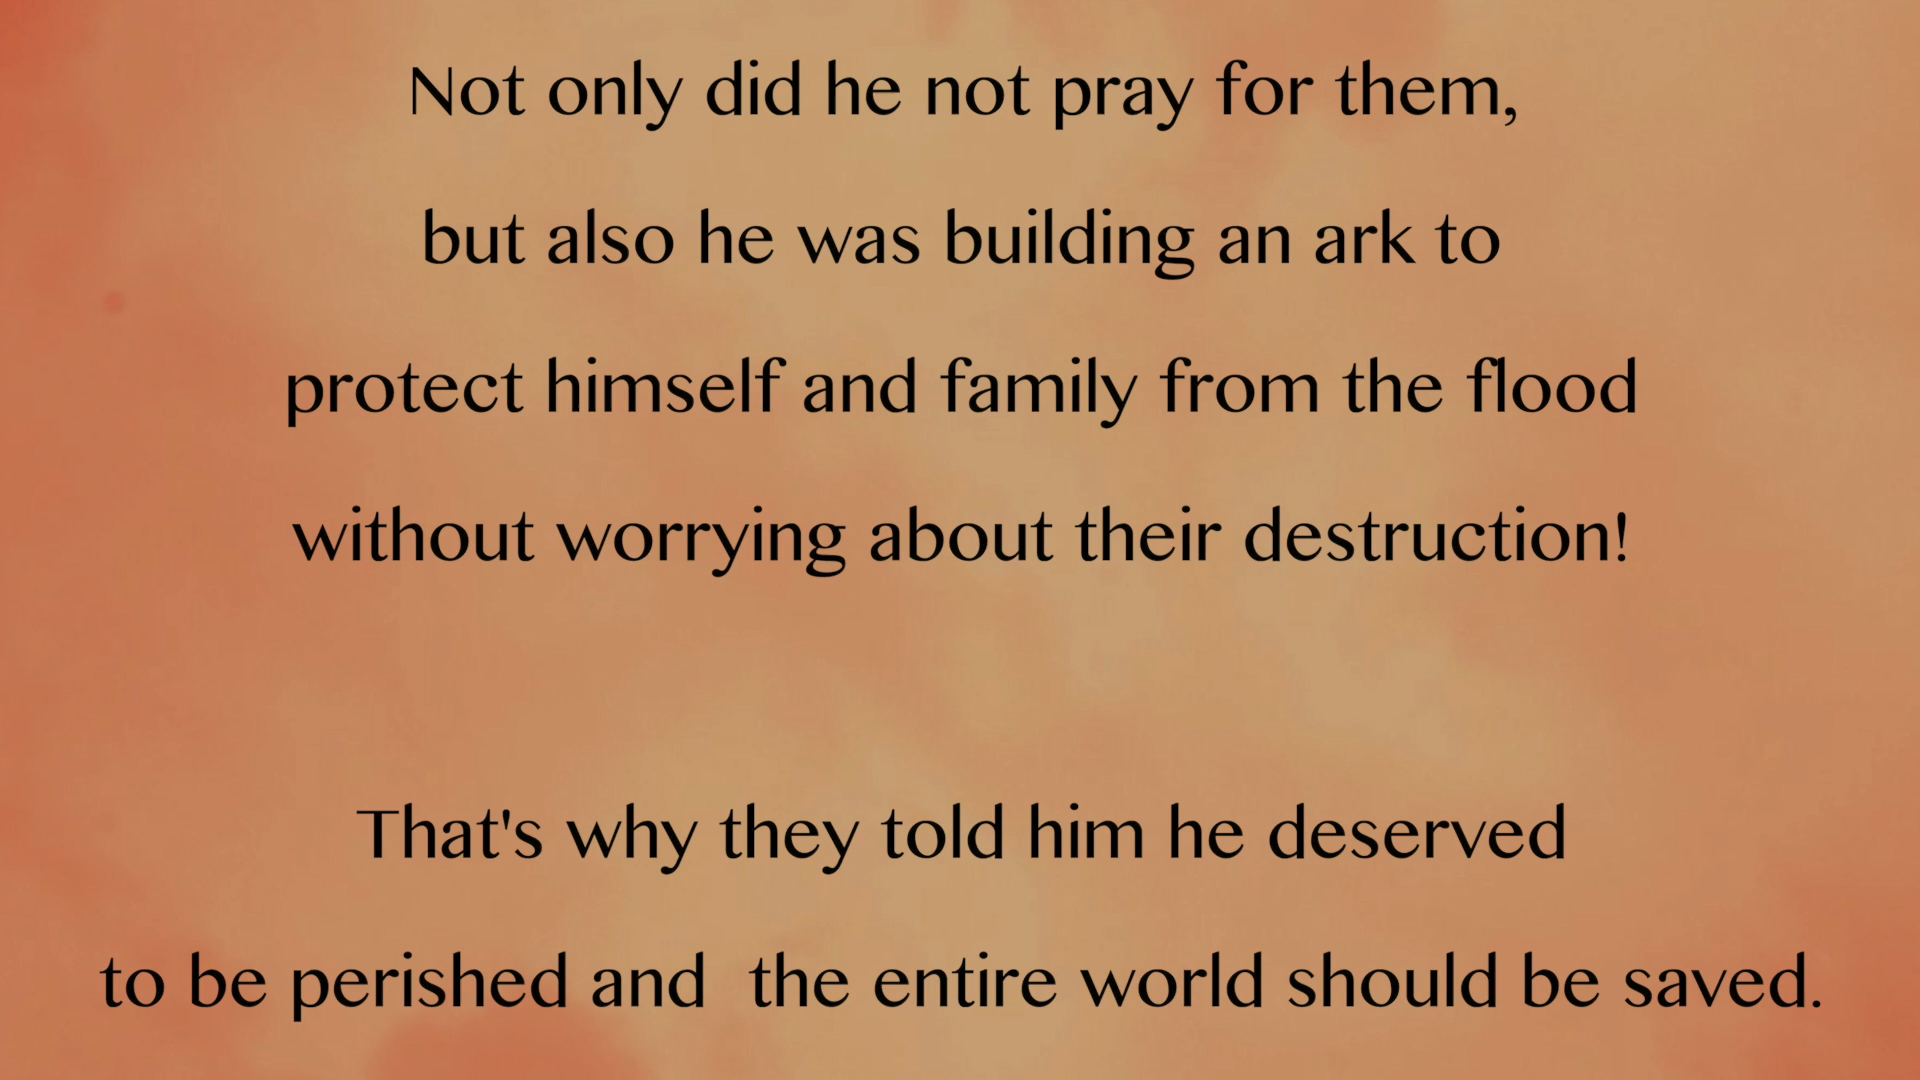 Not only did he not pray for them,
but also he was building an ark to
protect himself and family from the flood
without worrying about their destruction!
That's why they told him he deserved
to be perished and  the entire world should be saved.